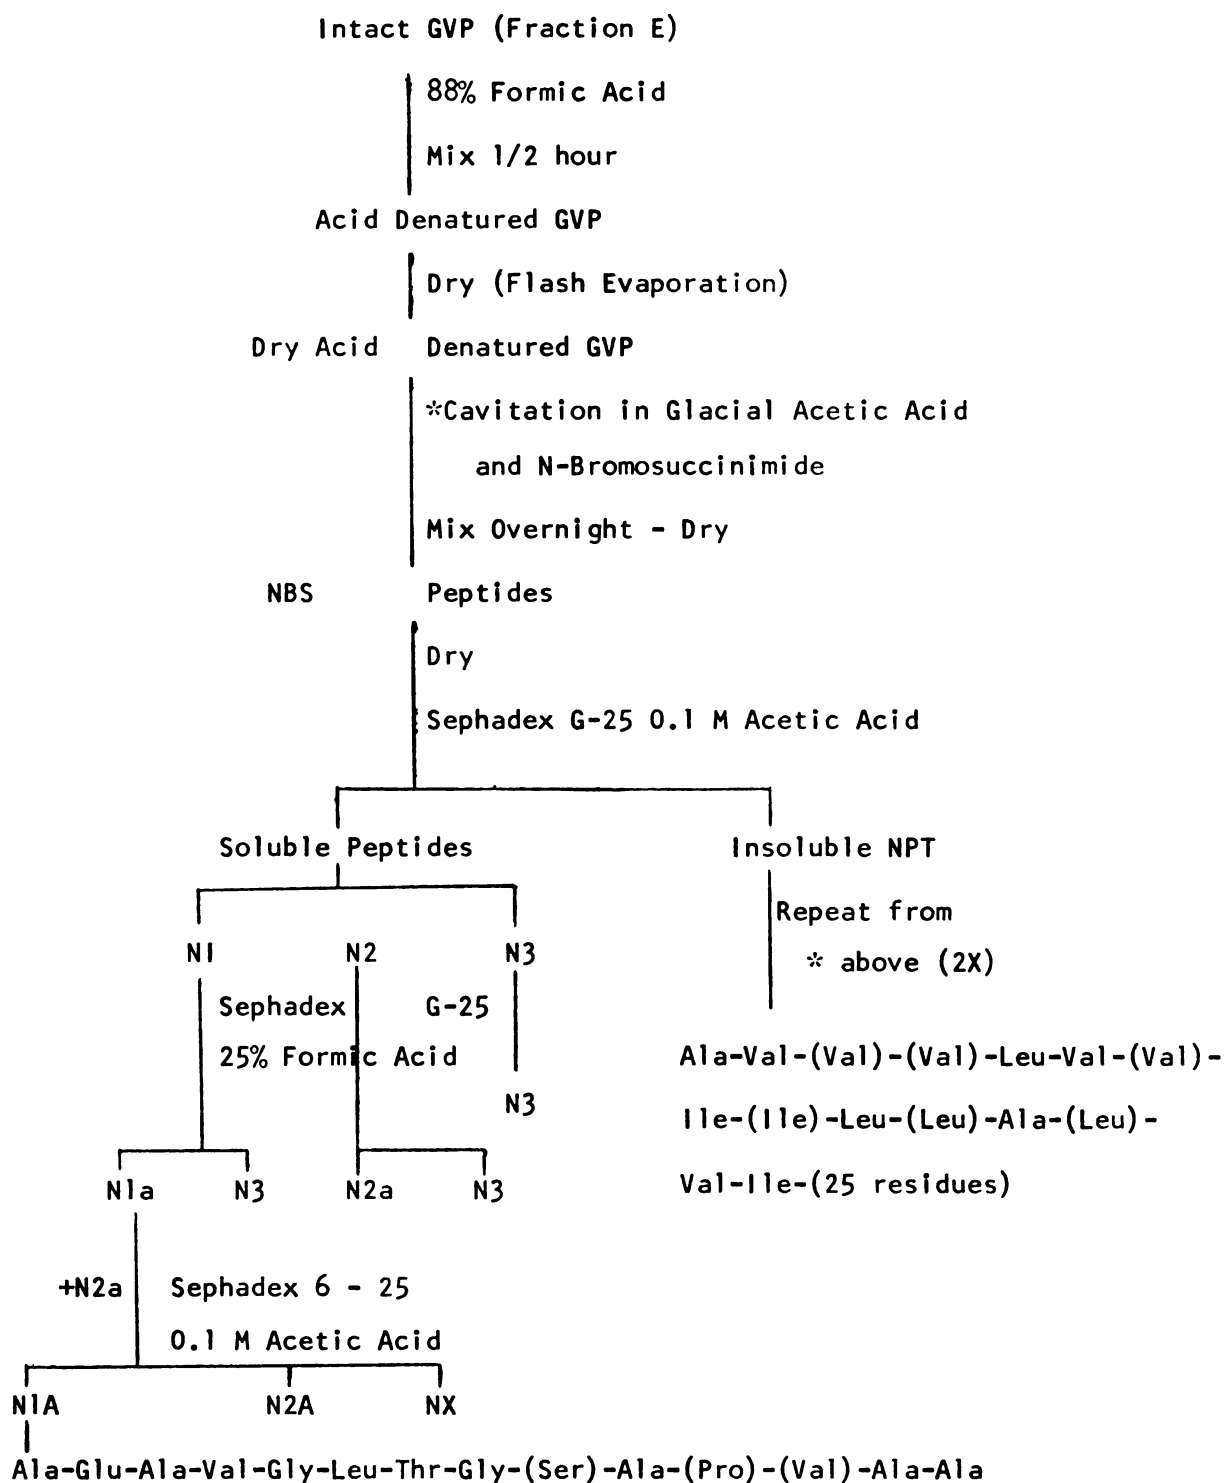 Intact GVP (Fraction E)
88% Formic Acid
Mix 1/2 hour
Acid Denatured GVP
Dry (Flash Evaporation)
Dry Acid Denatured GVP
*Cavitation in Glacial Acetic Acid
and N-Bromosuccinimide
Mix Overnight - Dry
NBS Peptides
Dry
Sephadex G-25 0.1 M Acetic Acid
Soluble Peptides
Insoluble NPT
Repeat from
* above (2X)
N1 N2 N3
Sephadex G-25
25% Formic Acid
N3
Ala-Val-(Val)-(Val)-Leu-Val-(Val)-
Ile-(Ile)-Leu-(Leu)-Ala-(Leu)-
Val-Ile-(25 residues)
N1a N3 N2a N3
+N2a Sephadex 6 - 25
0.1 M Acetic Acid
N1A N2A NX
Ala-Glu-Ala-Val-Gly-Leu-Thr-Gly-(Ser)-Ala-(Pro)-(Val)-Ala-Ala